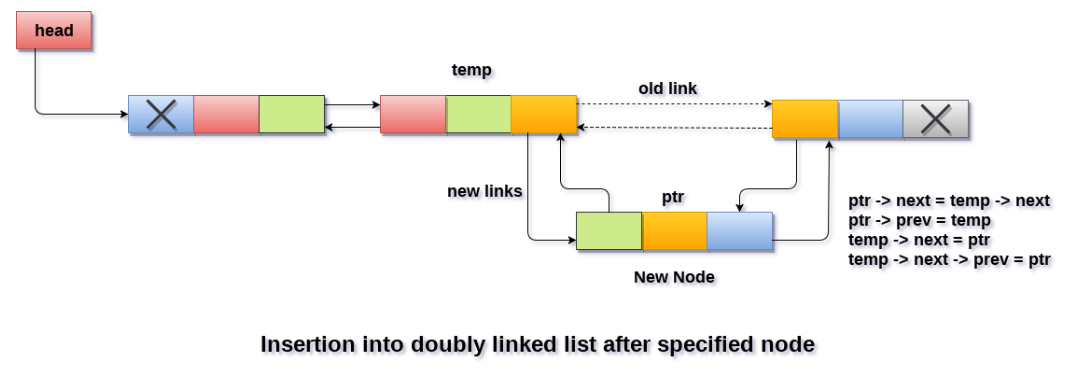 head
temp
old link
new links
ptr
ptr -> next = temp -> next
ptr -> prev = temp
temp -> next = ptr
temp -> next -> prev = ptr
New Node
Insertion into doubly linked list after specified node